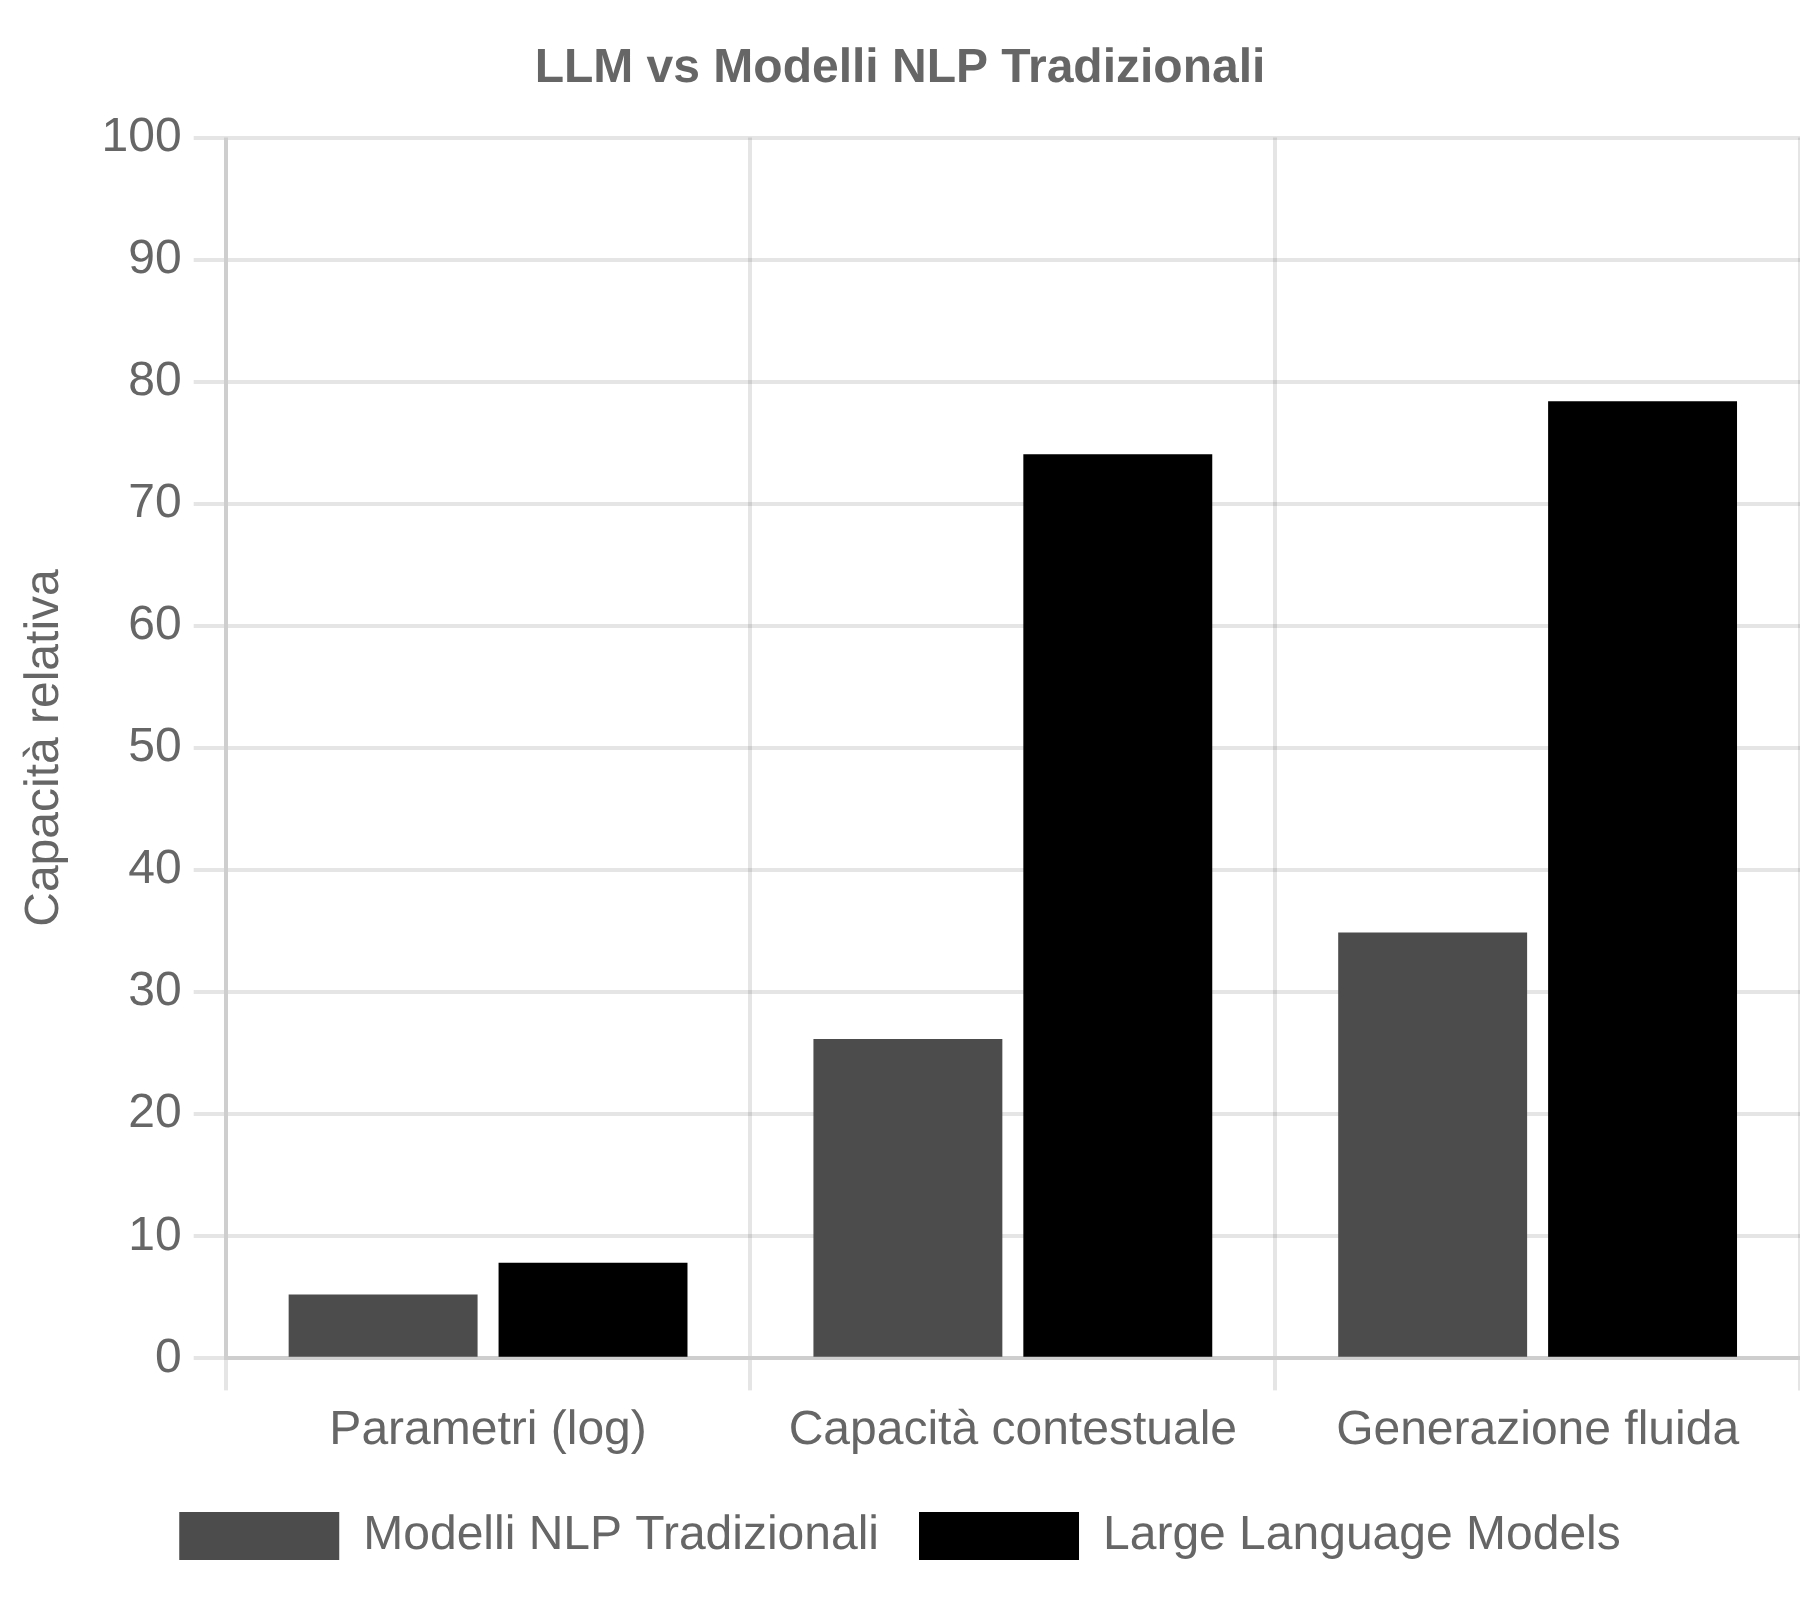 LLM vs Modelli NLP Tradizionali
100
90
80
70
60
50
40
30
20
10
0
Capacità relativa
Parametri (log)
Capacità contestuale
Generazione fluida
Modelli NLP Tradizionali
Large Language Models